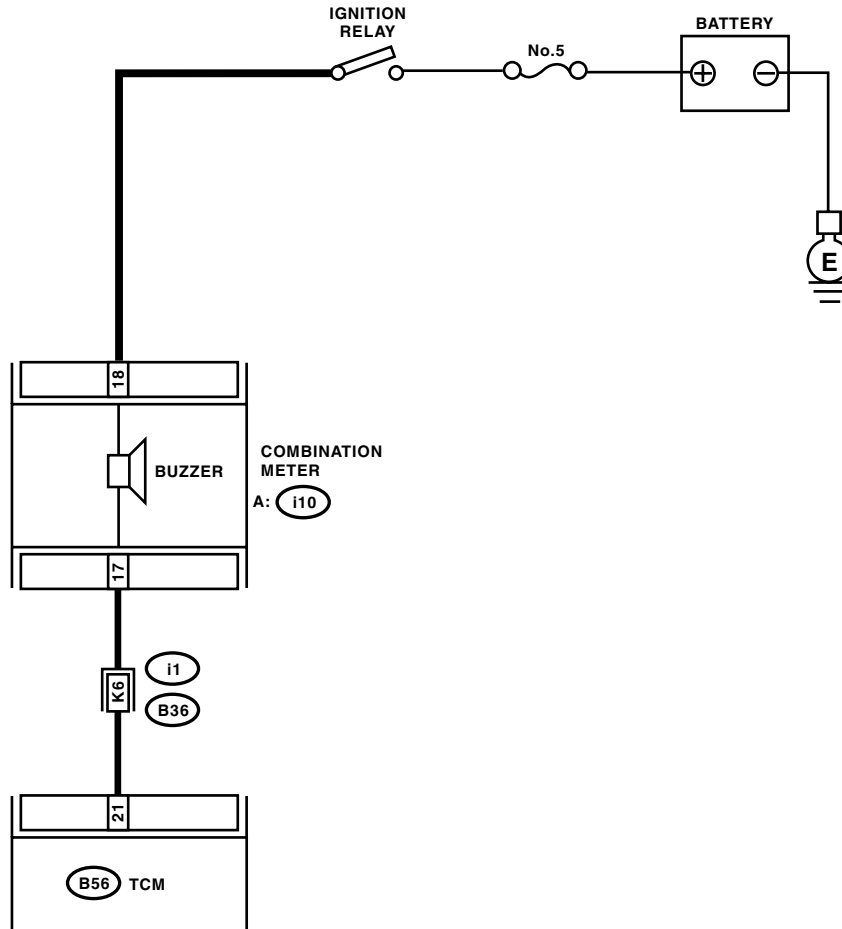 IGNITION
RELAY
No.5
BATTERY
E
18
BUZZER
COMBINATION
METER
A: i10
17
K6
i1
B36
21
B56 TCM